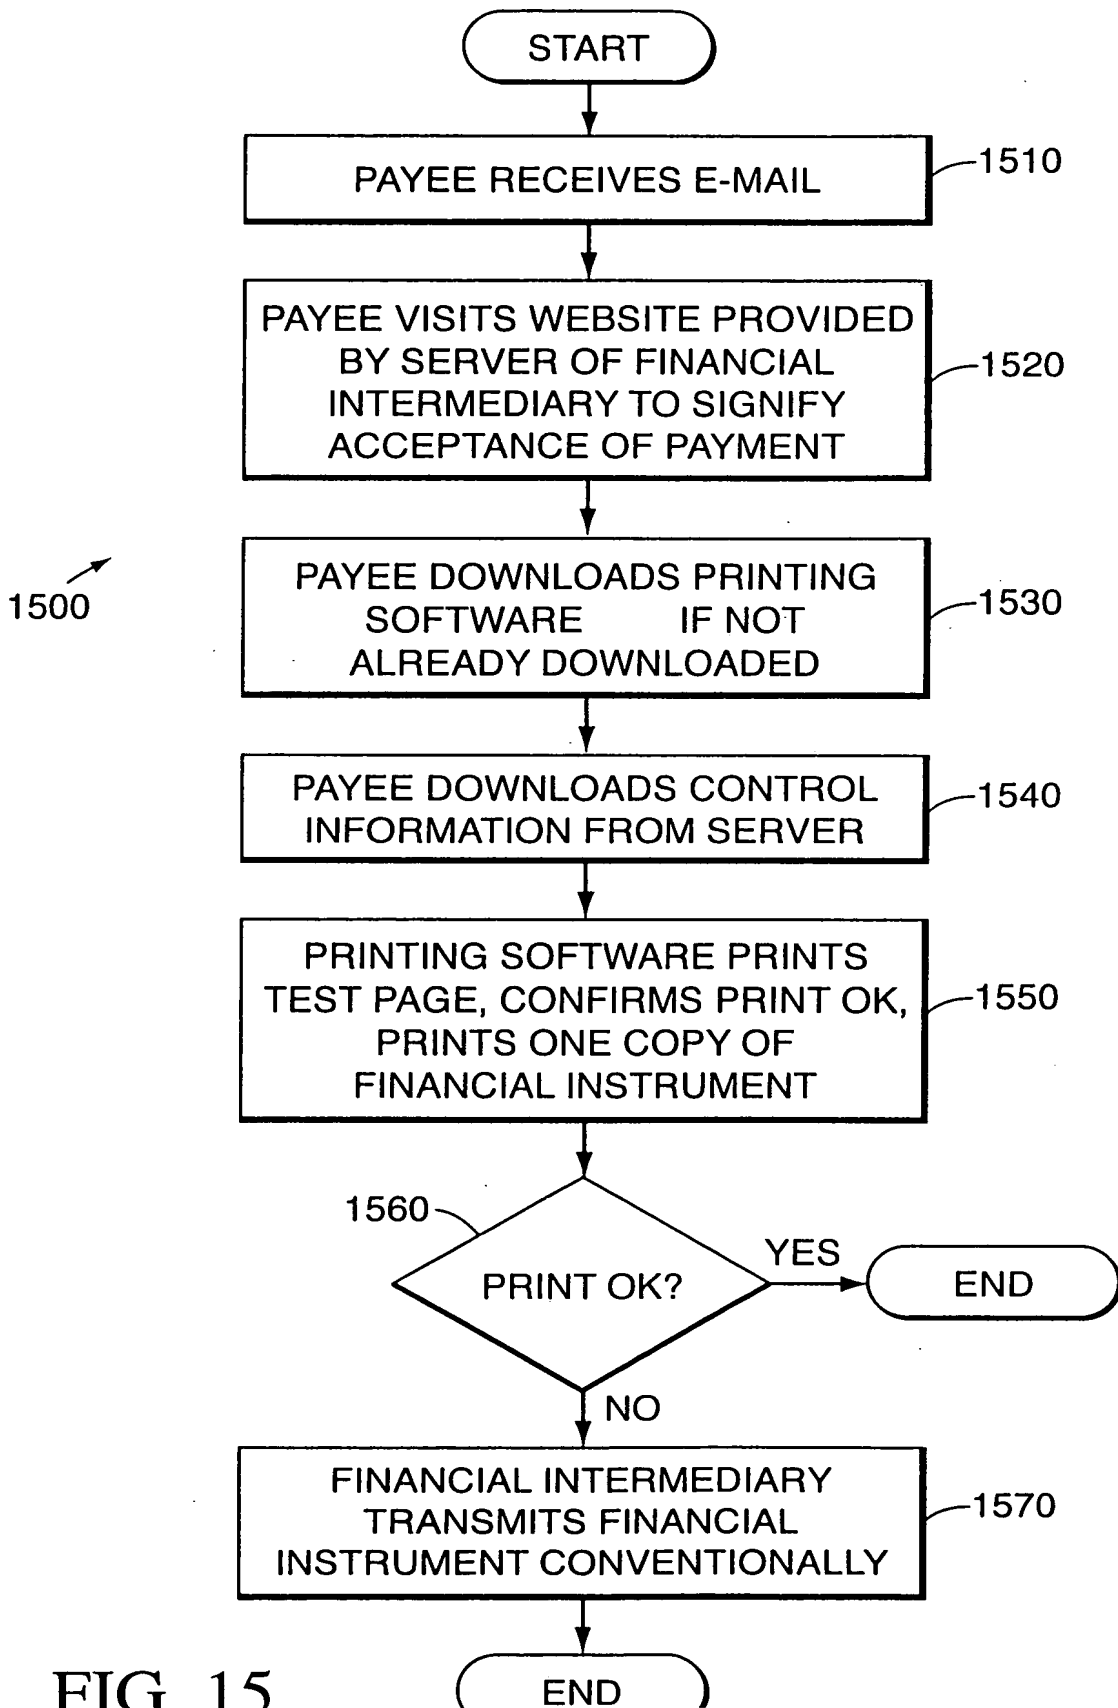 START
PAYEE RECEIVES E-MAIL
1510
PAYEE VISITS WEBSITE PROVIDED
BY SERVER OF FINANCIAL
INTERMEDIARY TO SIGNIFY
ACCEPTANCE OF PAYMENT
1520
1500
PAYEE DOWNLOADS PRINTING
SOFTWARE IF NOT
ALREADY DOWNLOADED
1530
PAYEE DOWNLOADS CONTROL
INFORMATION FROM SERVER
1540
PRINTING SOFTWARE PRINTS
TEST PAGE, CONFIRMS PRINT OK,
PRINTS ONE COPY OF
FINANCIAL INSTRUMENT
1550
1560
PRINT OK?
YES
END
NO
FINANCIAL INTERMEDIARY
TRANSMITS FINANCIAL
INSTRUMENT CONVENTIONALLY
1570
END
FIG. 15